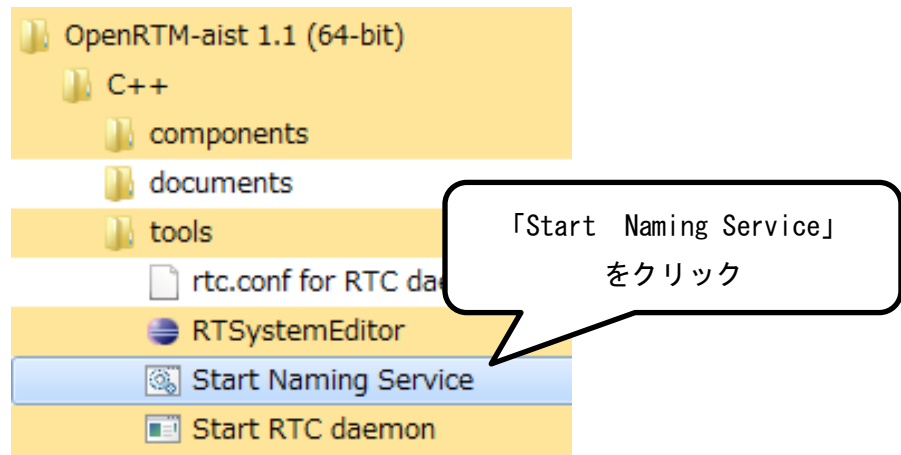 OpenRTM-aist 1.1 (64-bit)
C++
components
documents
tools
rtc.conf for RTC
RTSystemEditor
Start Naming Service
Start RTC daemon
「Start　Naming Service」
をクリック